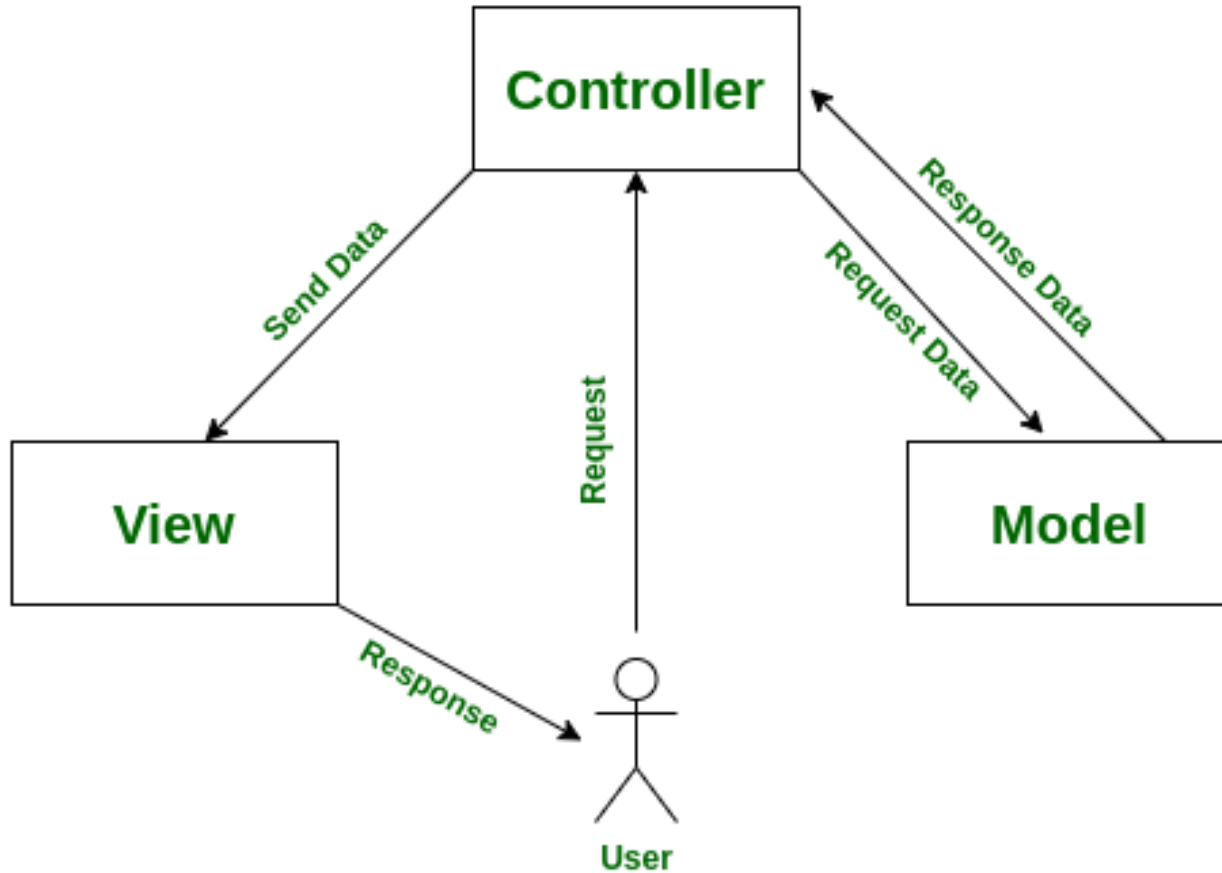 Controller
Send Data
Response Data
Request Data
Request
View
Model
Response
User